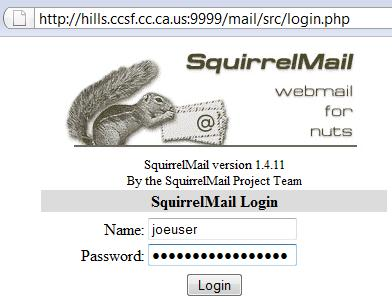 http://hills.ccsf.cc.ca.us:9999/mail/src/login.php
SquirrelMail
webmail
for
nuts
@
SquirrelMail version 1.4.11
By the SquirrelMail Project Team
SquirrelMail Login
Name: joeuser
Password: •••••••••••••••••
Login